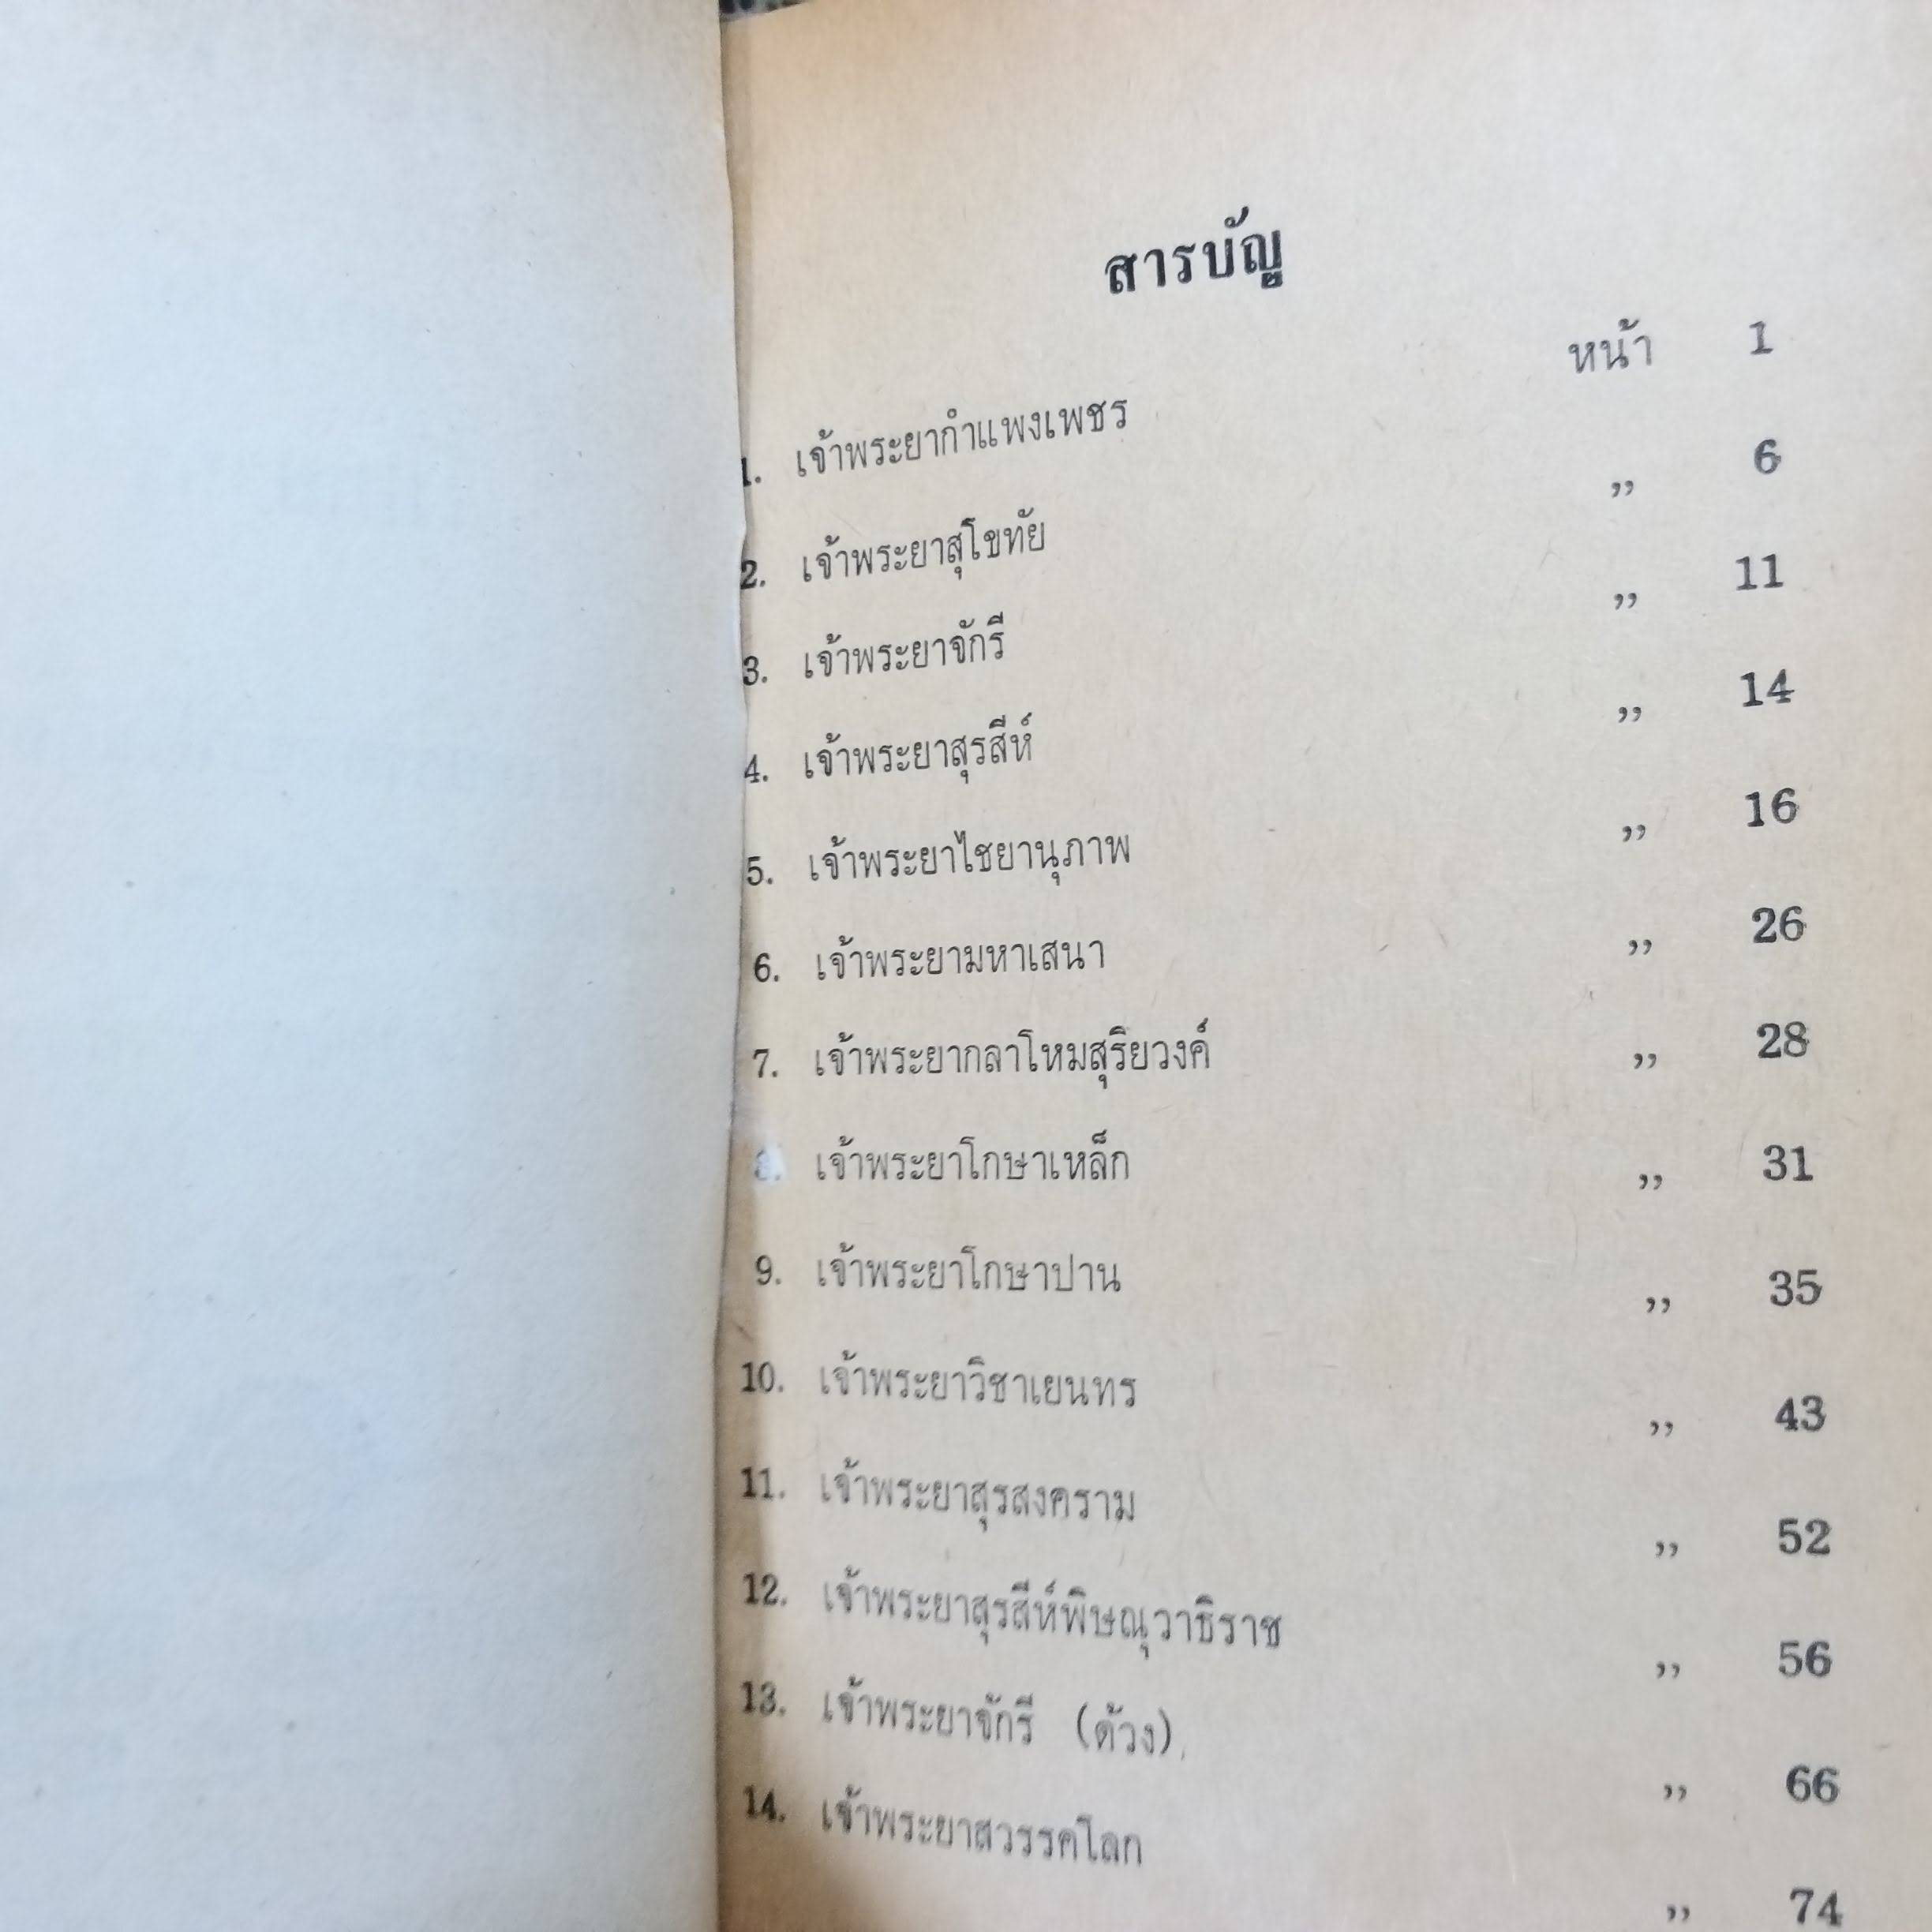 สารบัญ
1. เจ้าพระยากำแพงเพชร หน้า 1
2. เจ้าพระยาสุโขทัย ,, 6
3. เจ้าพระยาจักรี ,, 11
4. เจ้าพระยาสุรสีห์ ,, 14
5. เจ้าพระยาไชยานุภาพ ,, 16
6. เจ้าพระยามหาเสนา ,, 26
7. เจ้าพระยากลาโหมสุริยวงค์ ,, 28
8. เจ้าพระยาโกษาเหล็ก ,, 31
9. เจ้าพระยาโกษาปาน ,, 35
10. เจ้าพระยาวิชาเยนทร ,, 43
11. เจ้าพระยาสุรสงคราม ,, 52
12. เจ้าพระยาสุรสีห์พิษณุวาธิราช ,, 56
13. เจ้าพระยาจักรี (ด้วง) ,, 66
14. เจ้าพระยาสวรรคโลก ,, 74